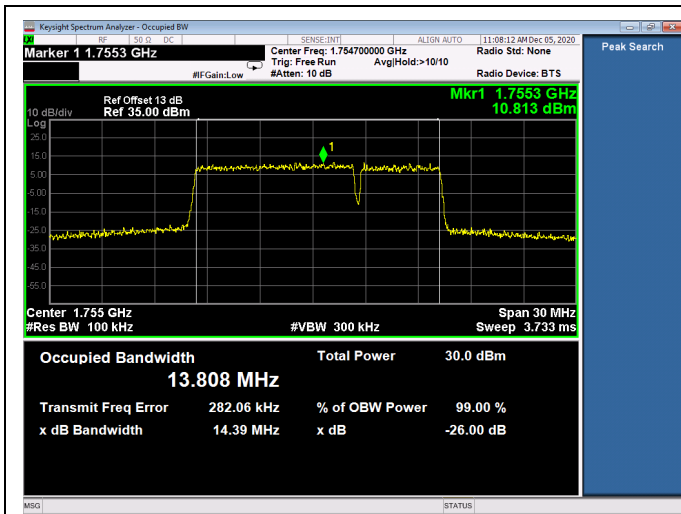 Keysight Spectrum Analyzer - Occupied BW
LXI RF 50 Ω DC SENSE:INT ALIGN AUTO 11:08:12 AM Dec 05, 2020
Marker 1 1.7553 GHz
Center Freq: 1.754700000 GHz
Radio Std: None
Trig: Free Run Avg|Hold:>10/10
#IFGain:Low #Atten: 10 dB Radio Device: BTS
Peak Search
Ref Offset 13 dB
Mkr1 1.7553 GHz
10 dB/div Ref 35.00 dBm
10.813 dBm
Log
25.0
15.0
1
5.00
-5.00
-15.0
-25.0
-35.0
-45.0
-55.0
Center 1.755 GHz Span 30 MHz
#Res BW 100 kHz #VBW 300 kHz Sweep 3.733 ms
Occupied Bandwidth Total Power 30.0 dBm
13.808 MHz
Transmit Freq Error 282.06 kHz % of OBW Power 99.00 %
x dB Bandwidth 14.39 MHz x dB -26.00 dB
MSG STATUS